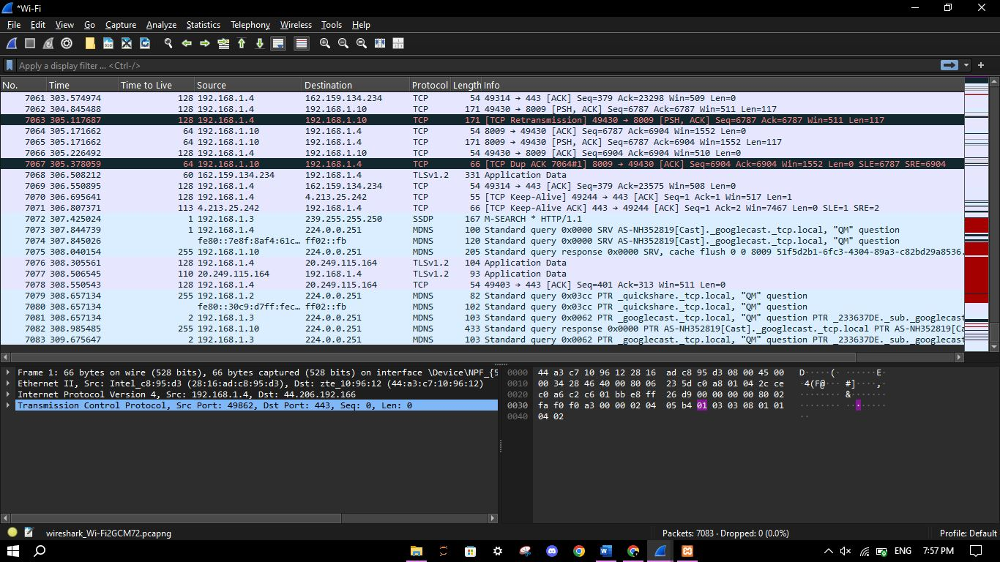 *Wi-Fi
File Edit View Go Capture Analyze Statistics Telephony Wireless Tools Help
Apply a display filter ... <Ctrl-/>
No. Time Time to Live Source Destination Protocol Length Info
7061 303.574974 128 192.168.1.4 162.159.134.234 TCP 54 49314 → 443 [ACK] Seq=379 Ack=23298 Win=509 Len=0
7062 304.845488 128 192.168.1.4 192.168.1.10 TCP 171 49430 → 8009 [PSH, ACK] Seq=6787 Ack=6787 Win=511 Len=117
7063 305.117687 128 192.168.1.4 192.168.1.10 TCP 171 [TCP Retransmission] 49430 → 8009 [PSH, ACK] Seq=6787 Ack=6787 Win=511 Len=117
7064 305.171662 64 192.168.1.10 192.168.1.4 TCP 54 8009 → 49430 [ACK] Seq=6787 Ack=6904 Win=1552 Len=0
7065 305.171662 64 192.168.1.10 192.168.1.4 TCP 171 8009 → 49430 [PSH, ACK] Seq=6787 Ack=6904 Win=1552 Len=117
7066 305.226492 128 192.168.1.4 192.168.1.10 TCP 54 49430 → 8009 [ACK] Seq=6904 Ack=6904 Win=510 Len=0
7067 305.378059 64 192.168.1.10 192.168.1.4 TCP 66 [TCP Dup ACK 7064#1] 8009 → 49430 [ACK] Seq=6904 Ack=6904 Win=1552 Len=0 SLE=6787 SRE=6904
7068 306.508212 60 162.159.134.234 192.168.1.4 TLSv1.2 331 Application Data
7069 306.550895 128 192.168.1.4 162.159.134.234 TCP 54 49314 → 443 [ACK] Seq=379 Ack=23575 Win=508 Len=0
7070 306.695641 128 192.168.1.4 4.213.25.242 TCP 55 [TCP Keep-Alive] 49244 → 443 [ACK] Seq=1 Ack=1 Win=517 Len=1
7071 306.807371 113 4.213.25.242 192.168.1.4 TCP 66 [TCP Keep-Alive ACK] 443 → 49244 [ACK] Seq=1 Ack=2 Win=7467 Len=0 SLE=1 SRE=2
7072 307.425024 1 192.168.1.3 239.255.255.250 SSDP 167 M-SEARCH * HTTP/1.1
7073 307.844739 1 192.168.1.4 224.0.0.251 MDNS 100 Standard query 0x0000 SRV AS-NH352819[Cast]._googlecast._tcp.local, "QM" question
7074 307.845026 fe80::7e8f:8af4:61c… ff02::fb MDNS 120 Standard query 0x0000 SRV AS-NH352819[Cast]._googlecast._tcp.local, "QM" question
7075 308.040154 255 192.168.1.10 224.0.0.251 MDNS 205 Standard query response 0x0000 SRV, cache flush 0 0 8009 51f5d2b1-6fc3-4304-89a3-c82bd29a8536.
7076 308.305561 128 192.168.1.4 20.249.115.164 TLSv1.2 104 Application Data
7077 308.506545 110 20.249.115.164 192.168.1.4 TLSv1.2 93 Application Data
7078 308.550543 128 192.168.1.4 20.249.115.164 TCP 54 49403 → 443 [ACK] Seq=401 Ack=313 Win=511 Len=0
7079 308.657134 255 192.168.1.2 224.0.0.251 MDNS 82 Standard query 0x03cc PTR _quickshare._tcp.local, "QM" question
7080 308.657134 fe80::30c9:d7ff:fec… ff02::fb MDNS 102 Standard query 0x03cc PTR _quickshare._tcp.local, "QM" question
7081 308.657134 2 192.168.1.3 224.0.0.251 MDNS 103 Standard query 0x0062 PTR _googlecast._tcp.local, "QM" question PTR _233637DE._sub._googlecast
7082 308.985485 255 192.168.1.10 224.0.0.251 MDNS 433 Standard query response 0x0000 PTR AS-NH352819[Cast]._googlecast._tcp.local PTR AS-NH352819[Ca
7083 309.675647 2 192.168.1.3 224.0.0.251 MDNS 103 Standard query 0x0062 PTR _googlecast._tcp.local, "QM" question PTR _233637DE._sub._googlecast
Frame 1: 66 bytes on wire (528 bits), 66 bytes captured (528 bits) on interface \Device\NPF_{5
Ethernet II, Src: Intel_c8:95:d3 (28:16:ad:c8:95:d3), Dst: zte_10:96:12 (44:a3:c7:10:96:12)
Internet Protocol Version 4, Src: 192.168.1.4, Dst: 44.206.192.166
Transmission Control Protocol, Src Port: 49862, Dst Port: 443, Seq: 0, Len: 0
0000 44 a3 c7 10 96 12 28 16 ad c8 95 d3 08 00 45 00 D·····(· ······E·
0010 00 34 28 46 40 00 80 06 23 5d c0 a8 01 04 2c ce ·4(F@··· #]····,·
0020 c0 a6 c2 c6 01 bb e8 ff 26 d9 00 00 00 00 80 02 ········ &·······
0030 fa f0 f0 a3 00 00 02 04 05 b4 01 03 03 08 01 01 ········ ········
0040 04 02 ··
wireshark_Wi-Fi2GCM72.pcapng
Packets: 7083 · Dropped: 0 (0.0%)
Profile: Default
ENG 7:57 PM